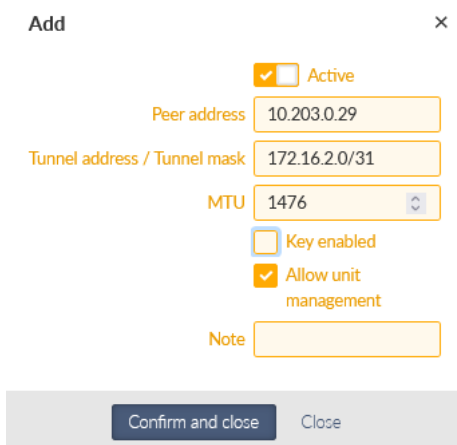 Add ×
Active
Peer address 10.203.0.29
Tunnel address / Tunnel mask 172.16.2.0/31
MTU 1476
Key enabled
Allow unit
management
Note
Confirm and close Close